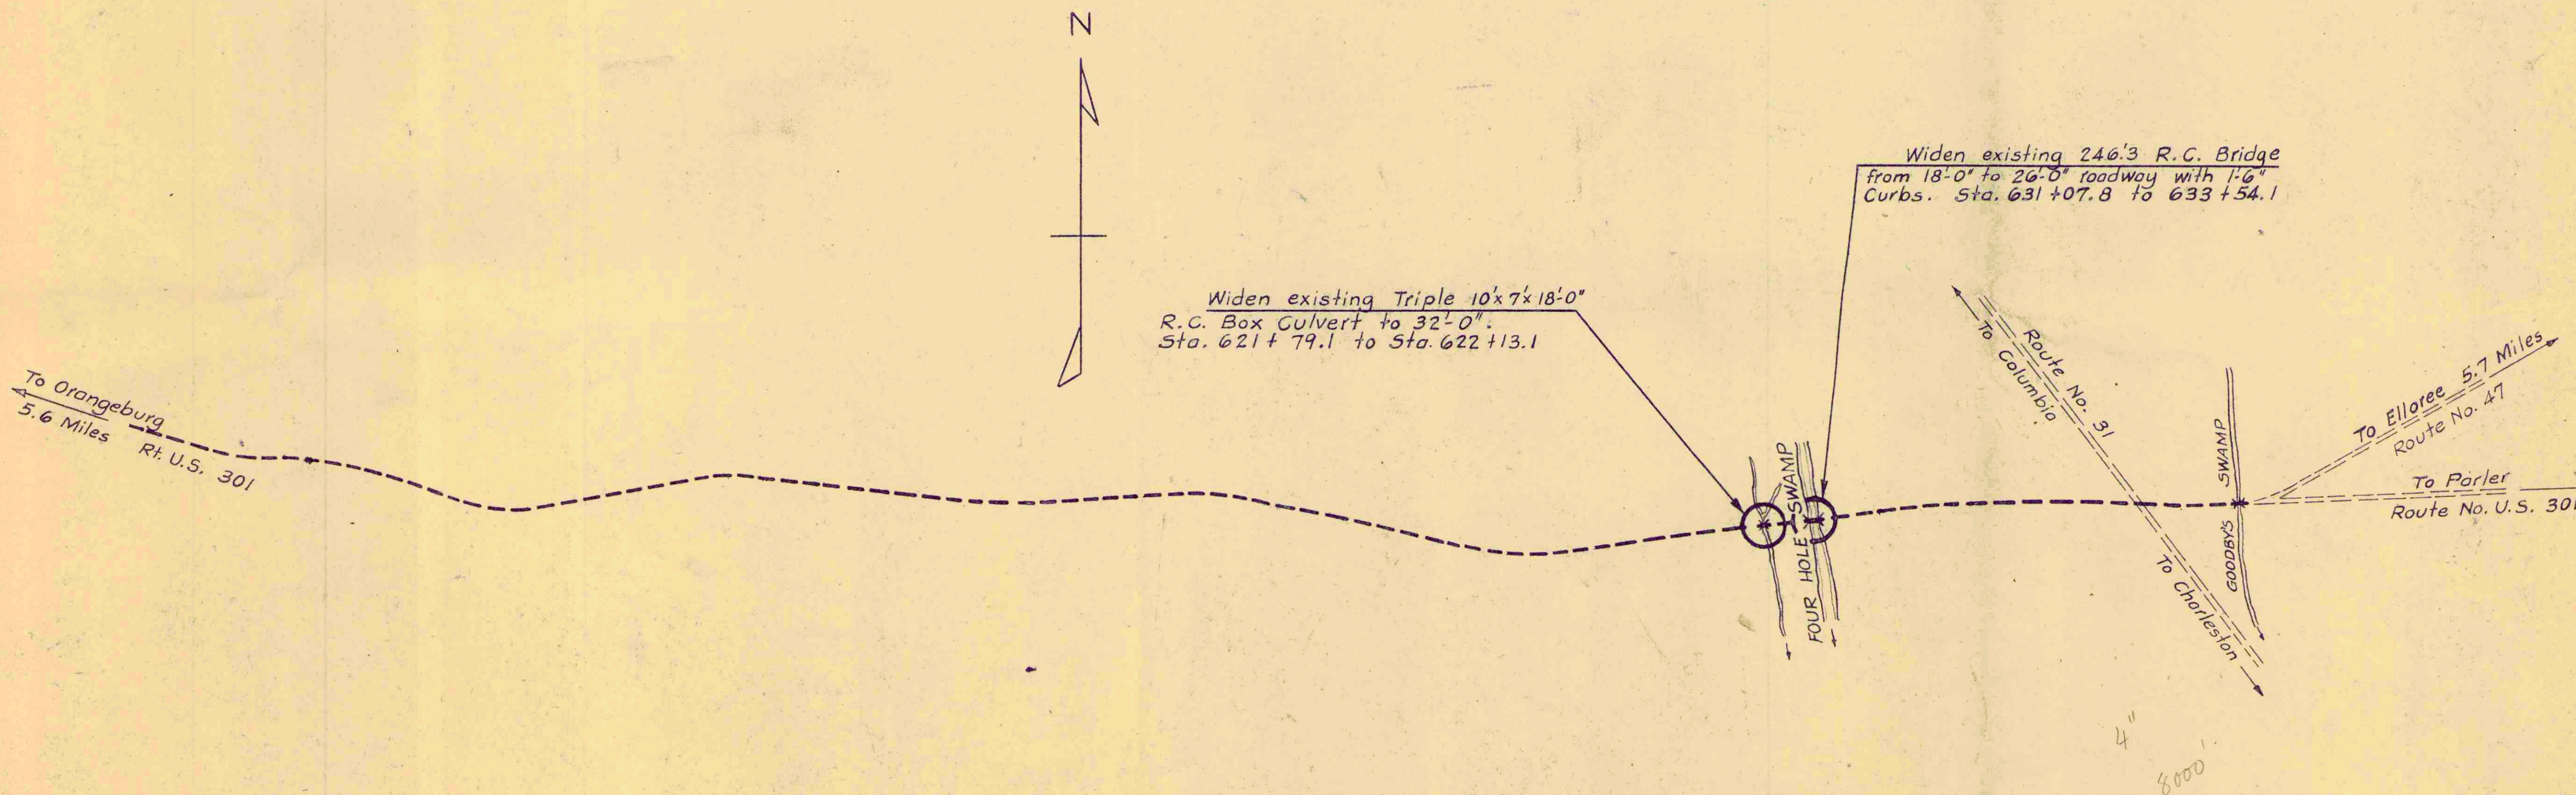 N
Widen existing 246.'3 R.C. Bridge
from 18'-0" to 26'-0" roadway with 1'-6"
Curbs. Sta. 631+07.8 to 633+54.1
Widen existing Triple 10'x 7'x 18'-0"
R.C. Box Culvert to 32'-0".
Sta. 621+ 79.1 to Sta. 622+13.1
To Orangeburg
5.6 Miles
Rt. U.S. 301
FOUR HOLE SWAMP
Route No. 31
To Columbia
To Charleston
GOODBYS SWAMP
To Elloree 5.7 Miles
Route No. 47
To Parler
Route No. U.S. 301
4"
8000'